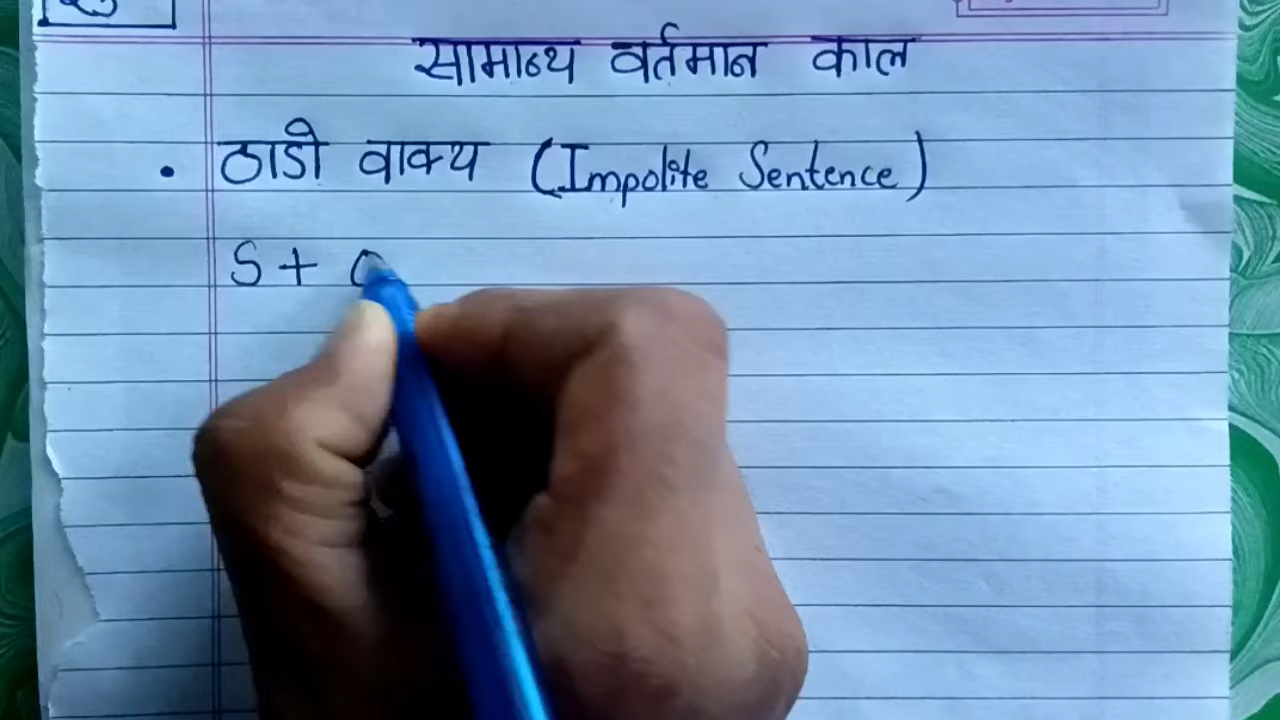 सामान्य वर्तमान काल
• ठाडो वाक्य (Impolite Sentence)
S +